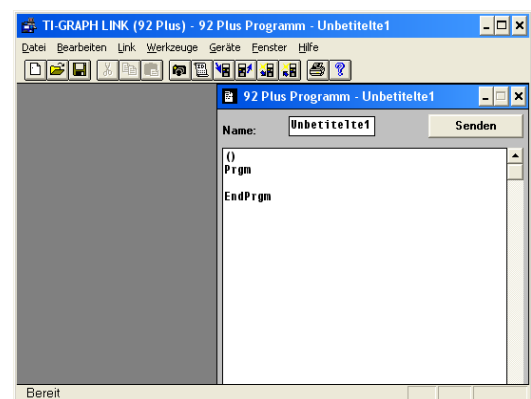 TI-GRAPH LINK (92 Plus) - 92 Plus Programm - Unbetitelte1
Datei Bearbeiten Link Werkzeuge Geräte Fenster Hilfe
92 Plus Programm - Unbetitelte1
Name: Unbetitelte1 Senden
()
Prgm
EndPrgm
Bereit